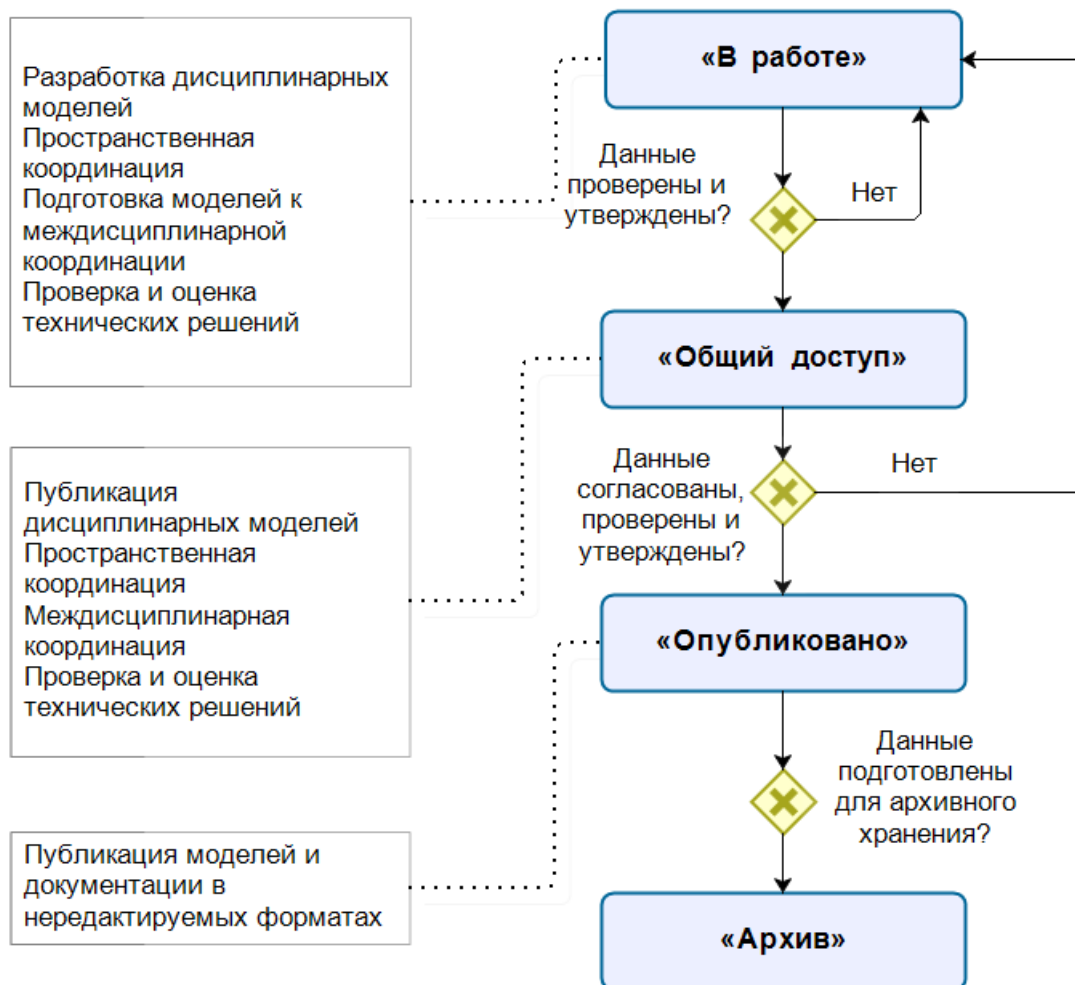 Разработка дисциплинарных
моделей
Пространственная
координация
Подготовка моделей к
междисциплинарной
координации
Проверка и оценка
технических решений
«В работе»
Данные
проверены и
утверждены?
Нет
«Общий доступ»
Публикация
дисциплинарных моделей
Пространственная
координация
Междисциплинарная
координация
Проверка и оценка
технических решений
Данные
согласованы,
проверены и
утверждены?
Нет
«Опубликовано»
Данные
подготовлены
для архивного
хранения?
Публикация моделей и
документации в
нередактируемых форматах
«Архив»